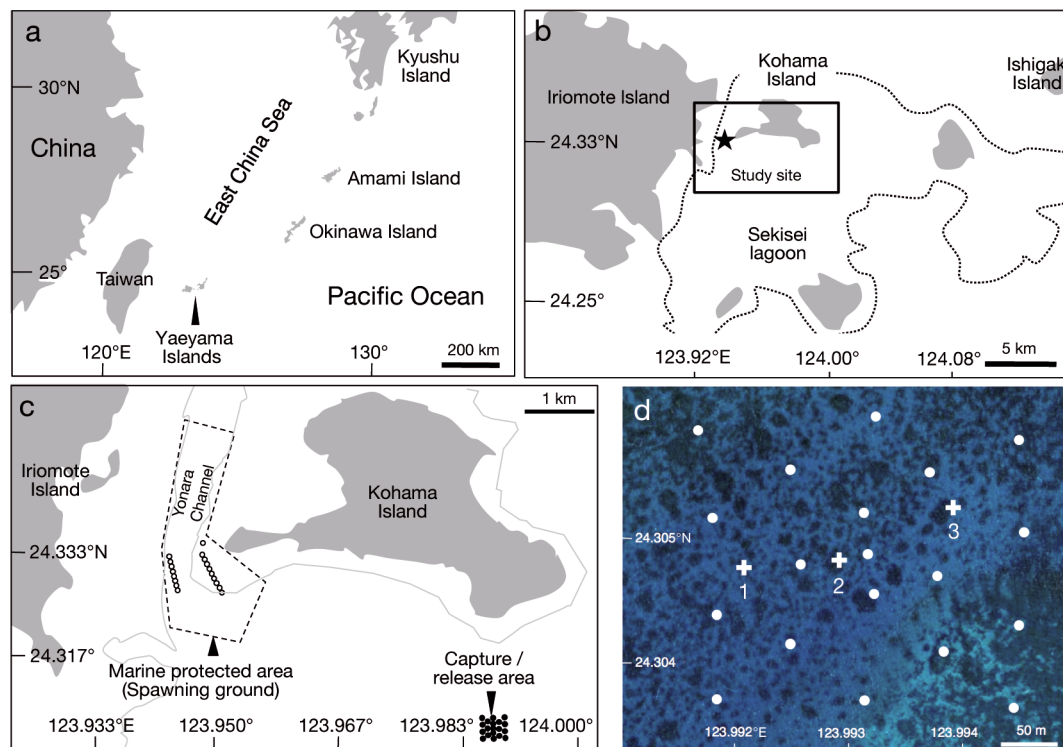 a
Kyushu
Island
30°N
China
East China Sea
Amami Island
Okinawa Island
25°
Taiwan
Pacific Ocean
Yaeyama
Islands
120°E
130°
200 km
b
Kohama
Island
Ishigak
Island
Iriomote Island
24.33°N
Study site
Sekisei
lagoon
24.25°
123.92°E
124.00°
124.08°
5 km
c
1 km
Iriomote
Island
Yonara
Channel
Kohama
Island
24.333°N
24.317°
Marine protected area
(Spawning ground)
Capture /
release area
123.933°E
123.950°
123.967°
123.983°
124.000°
d
24.305°N
1
2
3
24.304
123.992°E
123.993
123.994
50 m